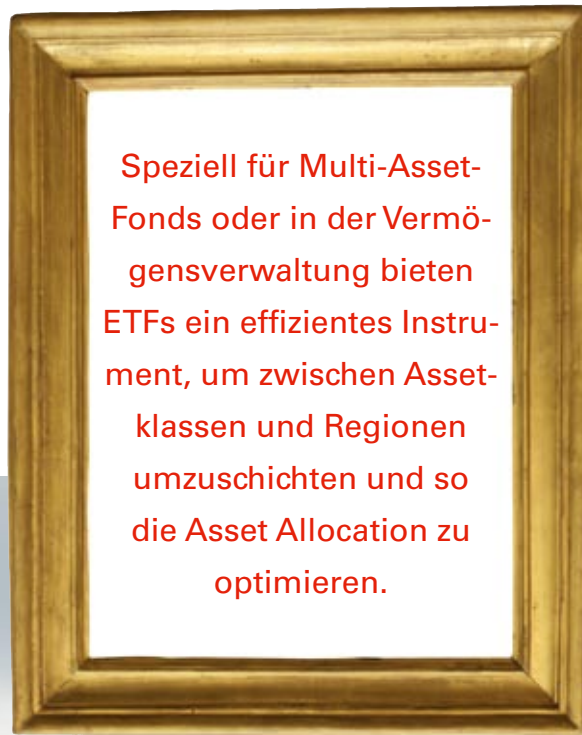 Speziell für Multi-Asset-
Fonds oder in der Vermö-
gensverwaltung bieten
ETFs ein effizientes Instru-
ment, um zwischen Asset-
klassen und Regionen
umzuschichten und so
die Asset Allocation zu
optimieren.